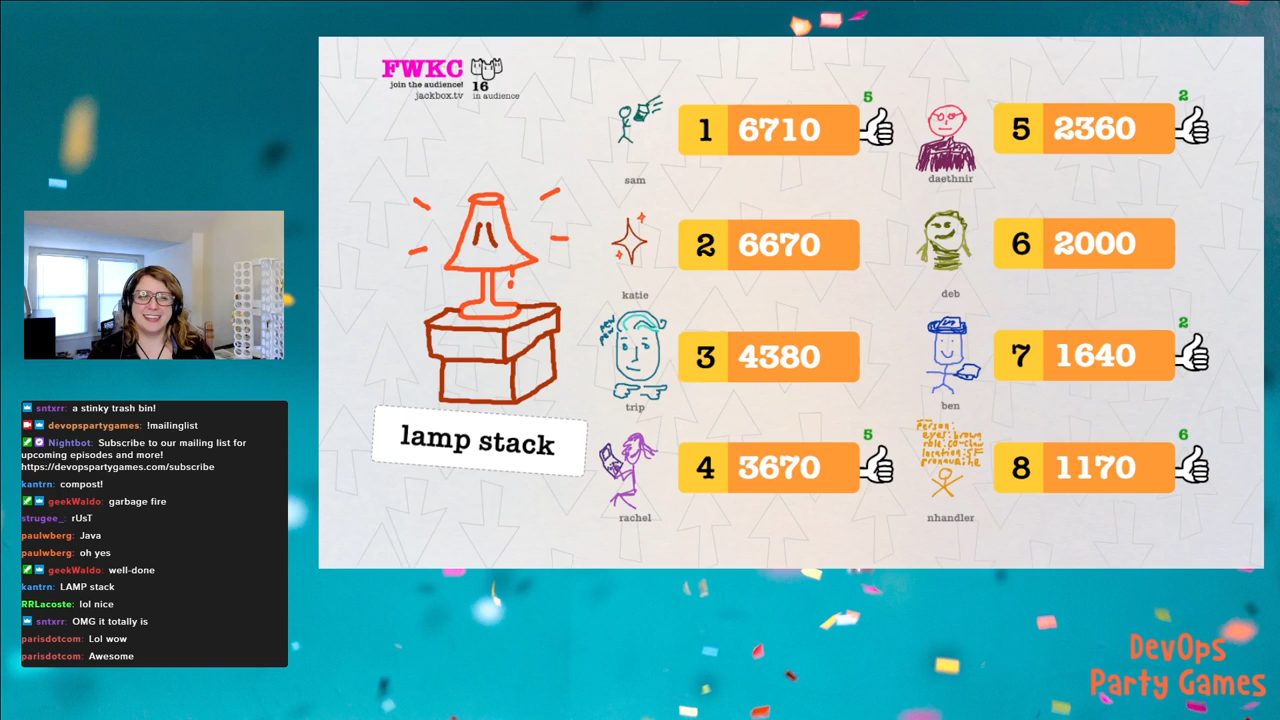 FWKC
join the audience!
jackbox.tv
16
in audience
lamp stack
sam
1 6710
5
katie
2 6670
trip
3 4380
rachel
4 3670
5
daethnir
5 2360
2
deb
6 2000
ben
7 1640
2
Person:
eyes: brown
nhandler
8 1170
6
sntxrr: a stinky trash bin!
devopspartygames: !mailinglist
Nightbot: Subscribe to our mailing list for
upcoming episodes and more!
https://devopspartygames.com/subscribe
kantrn: compost!
geekWaldo: garbage fire
strugee_: rUsT
paulwberg: Java
paulwberg: oh yes
geekWaldo: well-done
kantrn: LAMP stack
RRLacoste: lol nice
sntxrr: OMG it totally is
parisdotcom: Lol wow
parisdotcom: Awesome
DevOps
Party Games